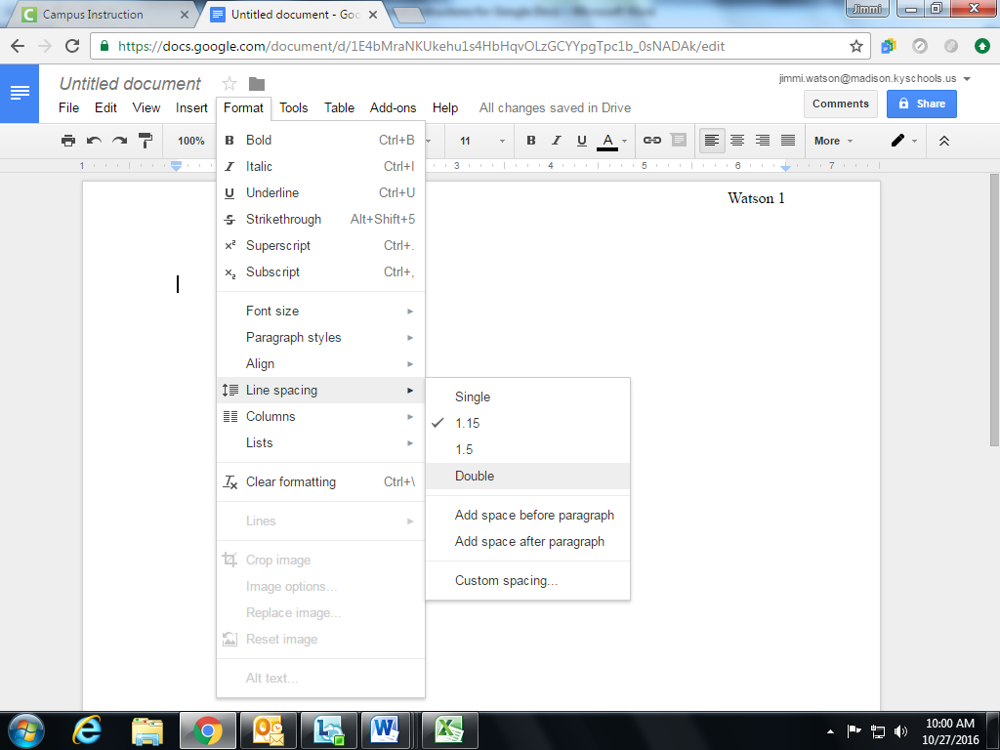 Campus Instruction
Untitled document - Goo
Jimmi
https://docs.google.com/document/d/1E4bMraNKUkehu1s4HbHqvOLzGCYYpgTpc1b_0sNADAk/edit
Untitled document
jimmi.watson@madison.kyschools.us
File Edit View Insert Format Tools Table Add-ons Help All changes saved in Drive
Comments
Share
100%
11
B I U A
More
1 3 4 5 6 7
Watson 1
B Bold Ctrl+B
I Italic Ctrl+I
U Underline Ctrl+U
S Strikethrough Alt+Shift+5
x² Superscript Ctrl+.
x₂ Subscript Ctrl+,
Font size
Paragraph styles
Align
Line spacing
Columns
Lists
Clear formatting Ctrl+\
Lines
Crop image
Image options...
Replace image...
Reset image
Alt text...
Single
1.15
1.5
Double
Add space before paragraph
Add space after paragraph
Custom spacing...
10:00 AM
10/27/2016